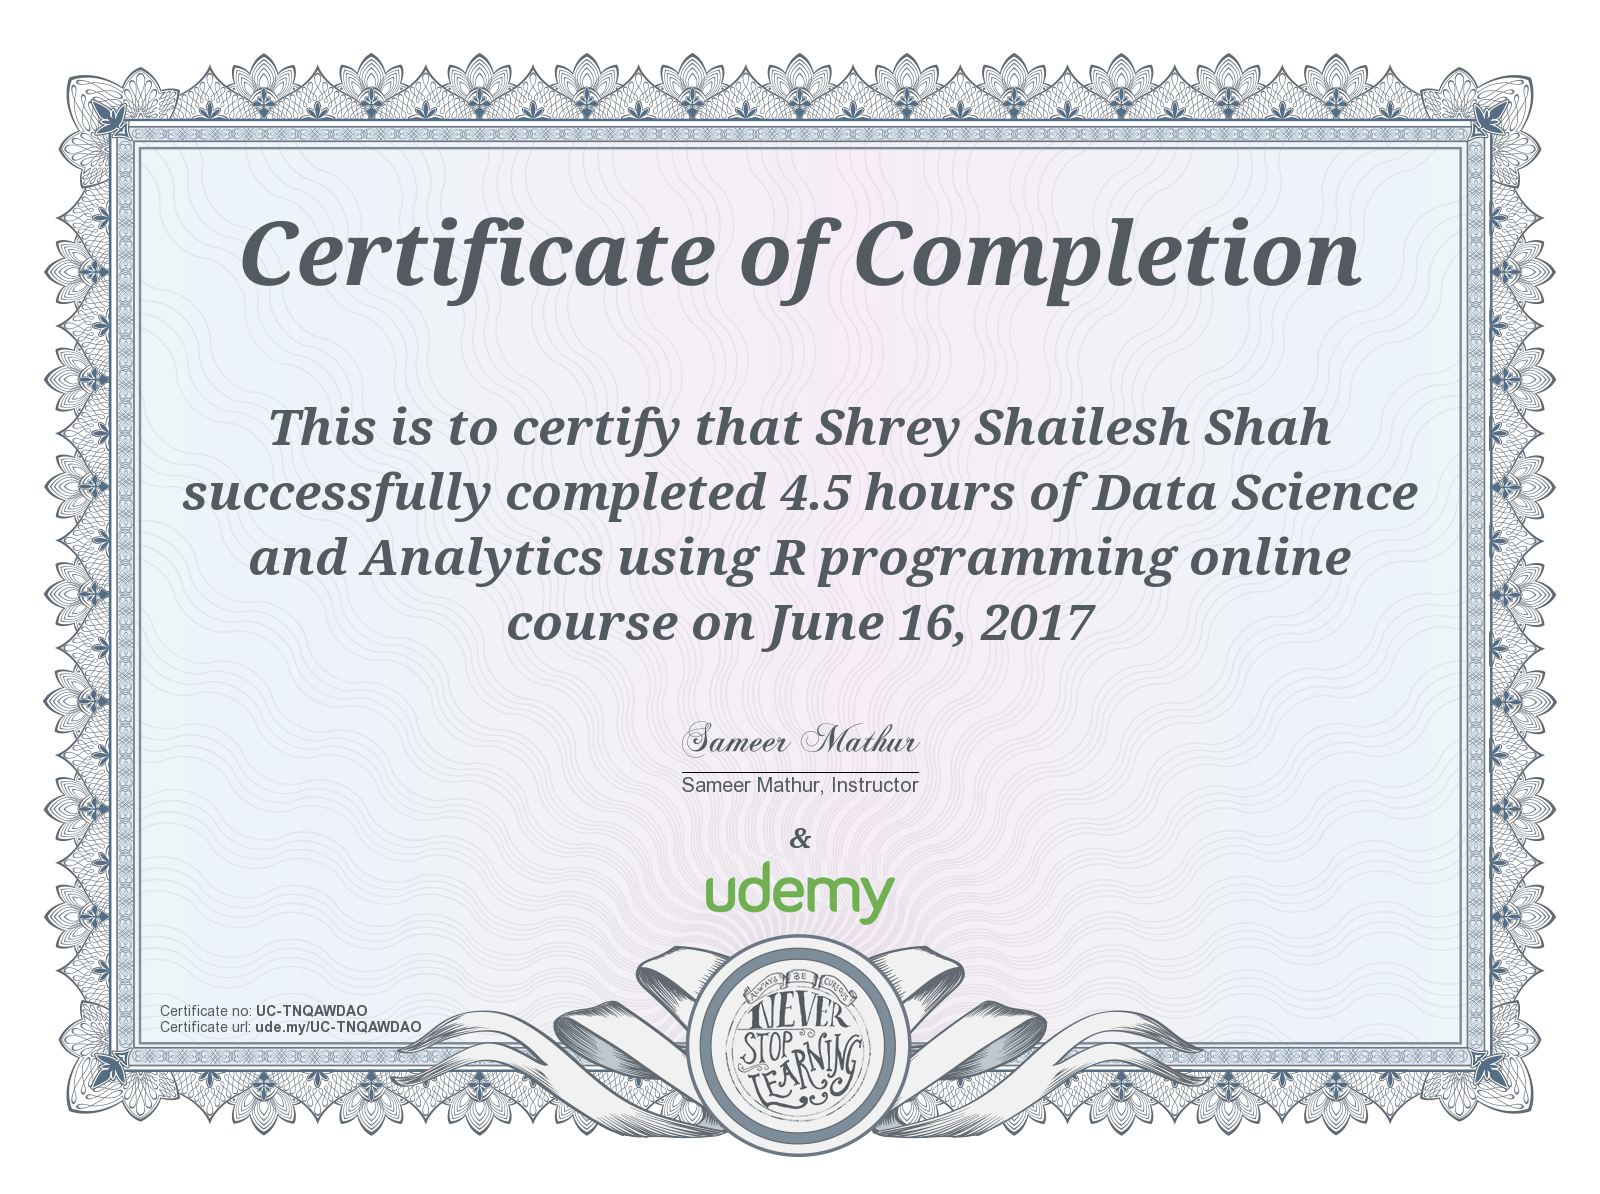 Certificate of Completion
This is to certify that Shrey Shailesh Shah
successfully completed 4.5 hours of Data Science
and Analytics using R programming online
course on June 16, 2017
Sameer Mathur
Sameer Mathur, Instructor
&
udemy
Certificate no: UC-TNQAWDAO
Certificate url: ude.my/UC-TNQAWDAO
ALWAYS BE CURIOUS
NEVER
STOP
LEARNING